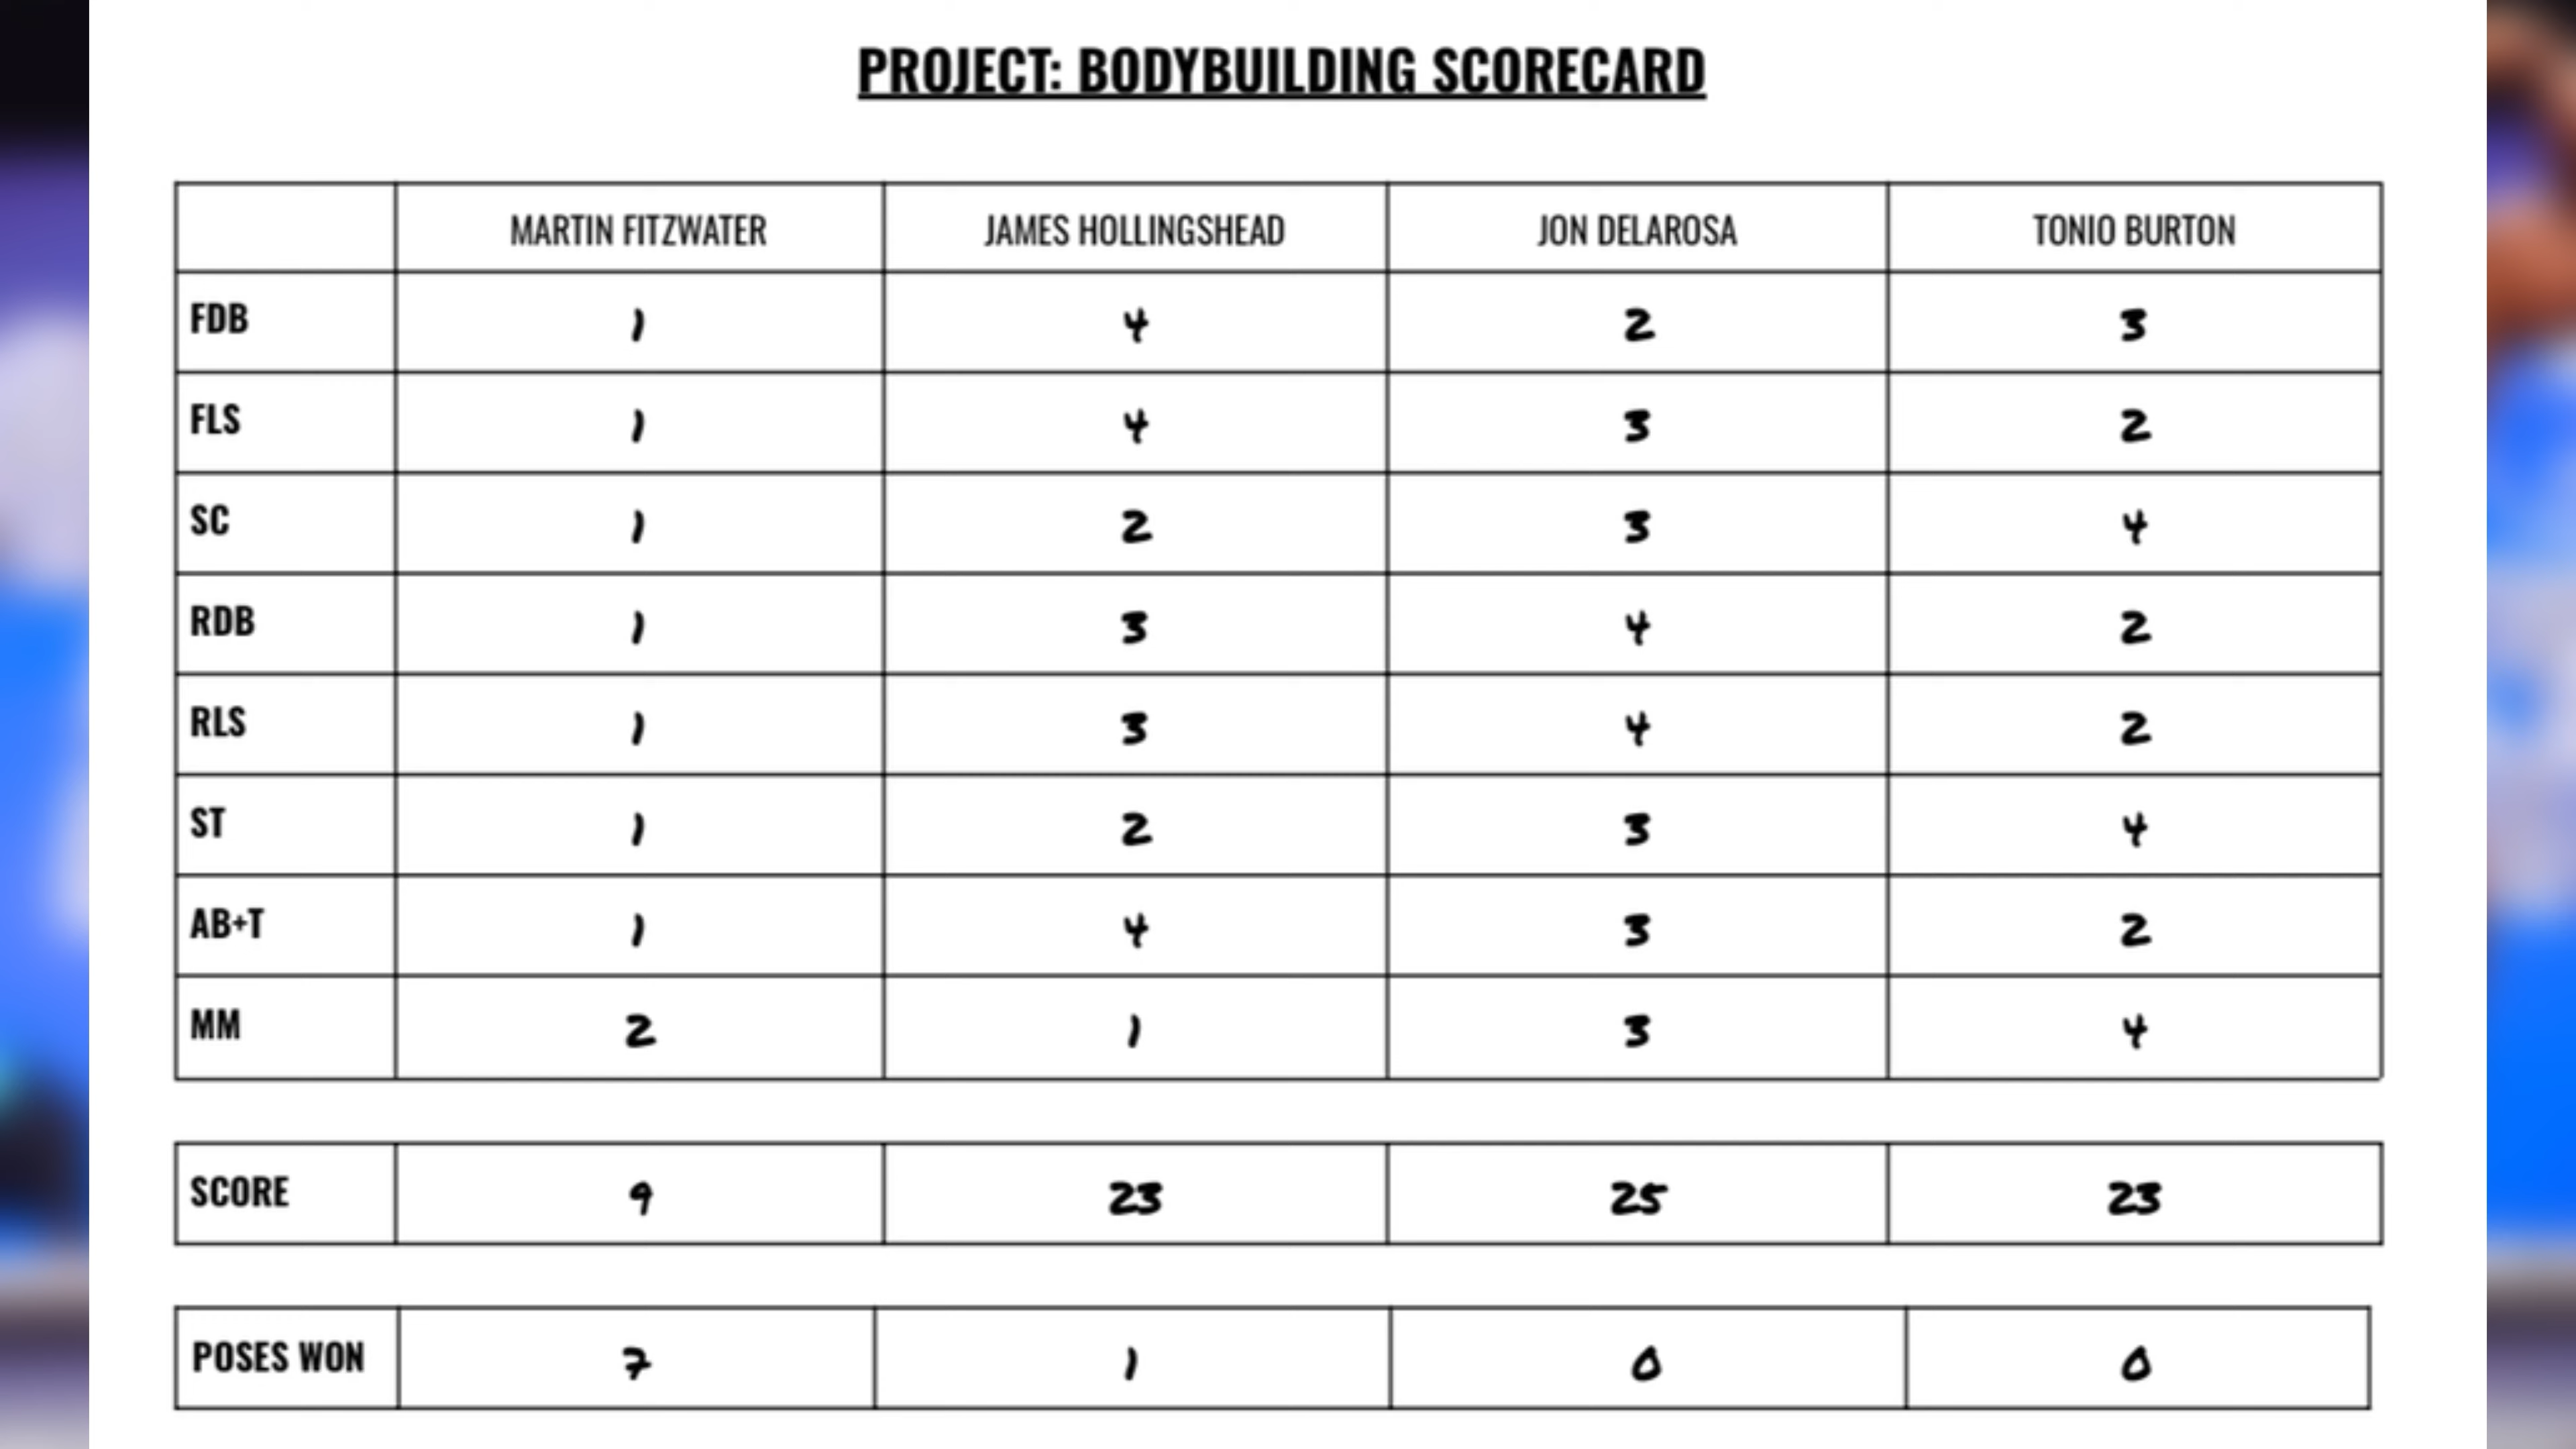 PROJECT: BODYBUILDING SCORECARD
MARTIN FITZWATER JAMES HOLLINGSHEAD JON DELAROSA TONIO BURTON
FDB 1 4 2 3
FLS 1 4 3 2
SC 1 2 3 4
RDB 1 3 4 2
RLS 1 3 4 2
ST 1 2 3 4
AB+T 1 4 3 2
MM 2 1 3 4
SCORE 9 23 25 23
POSES WON 7 1 0 0